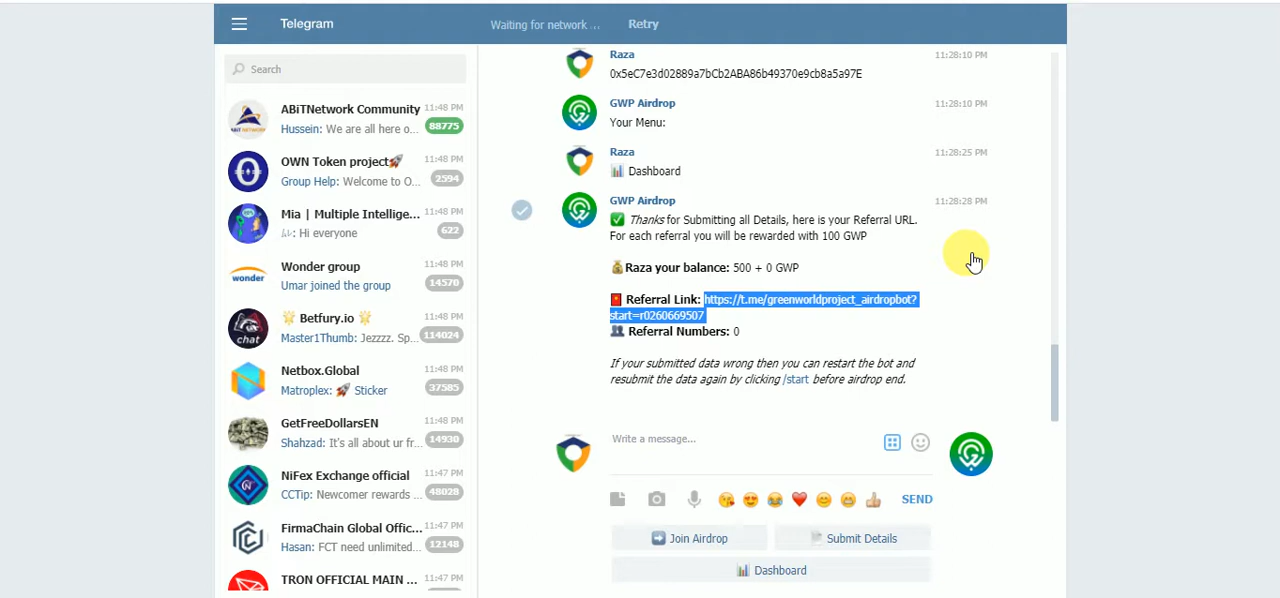 Telegram
Waiting for network ...
Retry
Search
ABiTNetwork Community 11:48 PM
Hussein: We are all here o... 88775
OWN Token project🚀 11:48 PM
Group Help: Welcome to O... 2594
Mia | Multiple Intellige... 11:48 PM
ﺎﻣ: Hi everyone 622
Wonder group 11:48 PM
wonder
Umar joined the group 14570
🌟 Betfury.io 🌟 11:48 PM
chat
Master1Thumb: Jezzzz. Sp... 114024
Netbox.Global 11:48 PM
Matroplex: 🚀 Sticker 37585
GetFreeDollarsEN 11:48 PM
Shahzad: It's all about ur fr... 14930
NiFex Exchange official 11:47 PM
CCTip: Newcomer rewards ... 48028
FirmaChain Global Offic... 11:47 PM
Hasan: FCT need unlimited... 12148
TRON OFFICIAL MAIN ... 11:47 PM
Raza 11:28:10 PM
0x5eC7e3d02889a7bCb2ABA86b49370e9cb8a5a97E
GWP Airdrop 11:28:10 PM
Your Menu:
Raza 11:28:25 PM
📊 Dashboard
GWP Airdrop 11:28:28 PM
✅ Thanks for Submitting all Details, here is your Referral URL.
For each referral you will be rewarded with 100 GWP
💰Raza your balance: 500 + 0 GWP
🧧 Referral Link: https://t.me/greenworldproject_airdropbot?
start=r0260669507
👥 Referral Numbers: 0
If your submitted data wrong then you can restart the bot and
resubmit the data again by clicking /start before airdrop end.
Write a message...
SEND
➡️ Join Airdrop
📄 Submit Details
📊 Dashboard